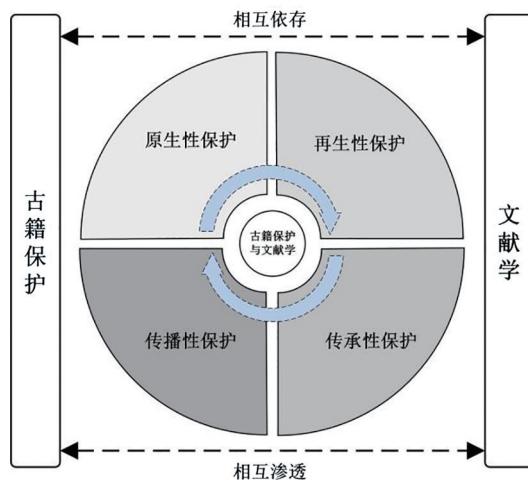 相互依存
古籍保护
原生性保护
再生性保护
古籍保护
与文献学
传播性保护
传承性保护
文献学
相互渗透